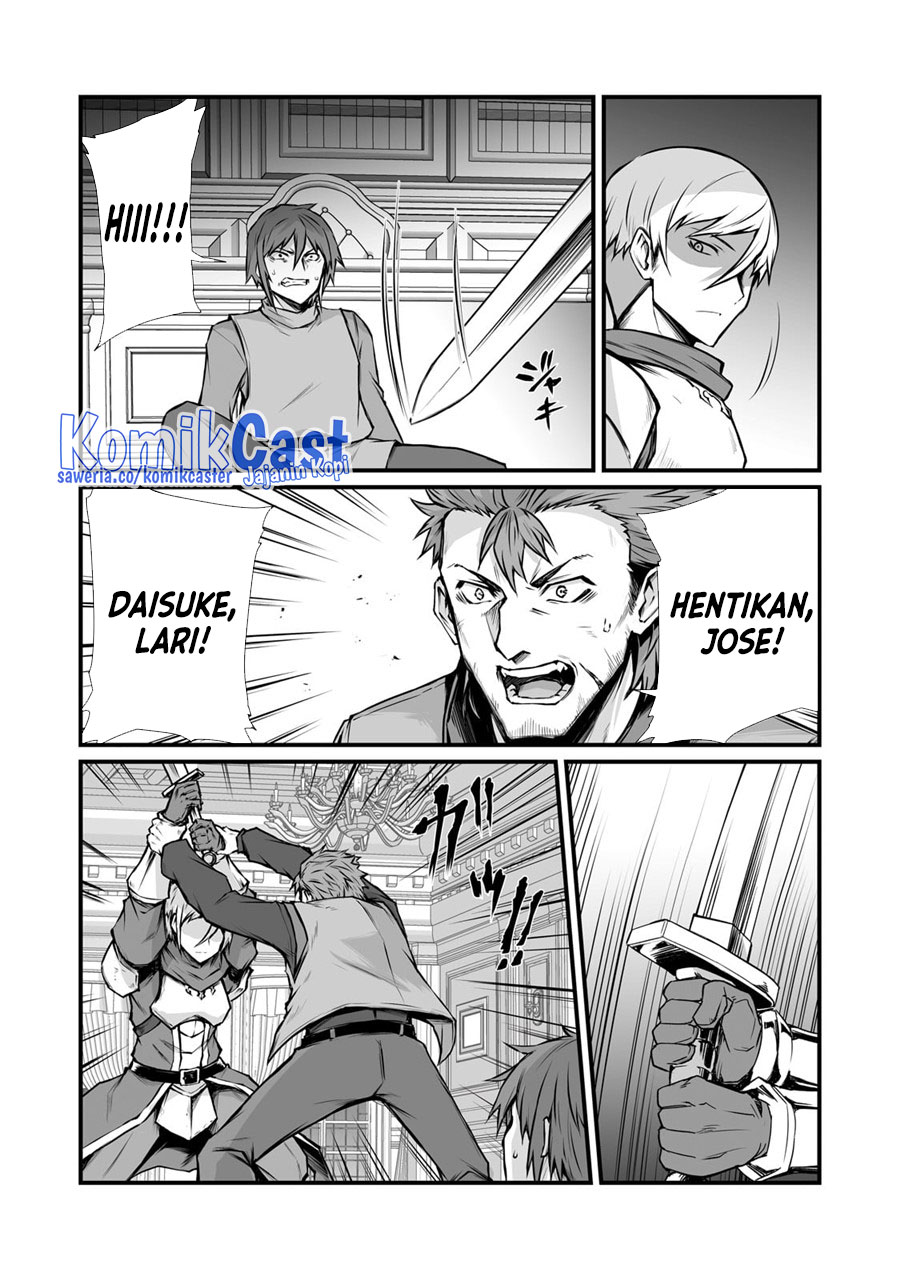 HIII!!!
ジャキ
KomikCast
saweria.co/komikcaster Jajanin Kopi
HENTIKAN,
JOSE!
DAISUKE,
LARI!
ガッ!!